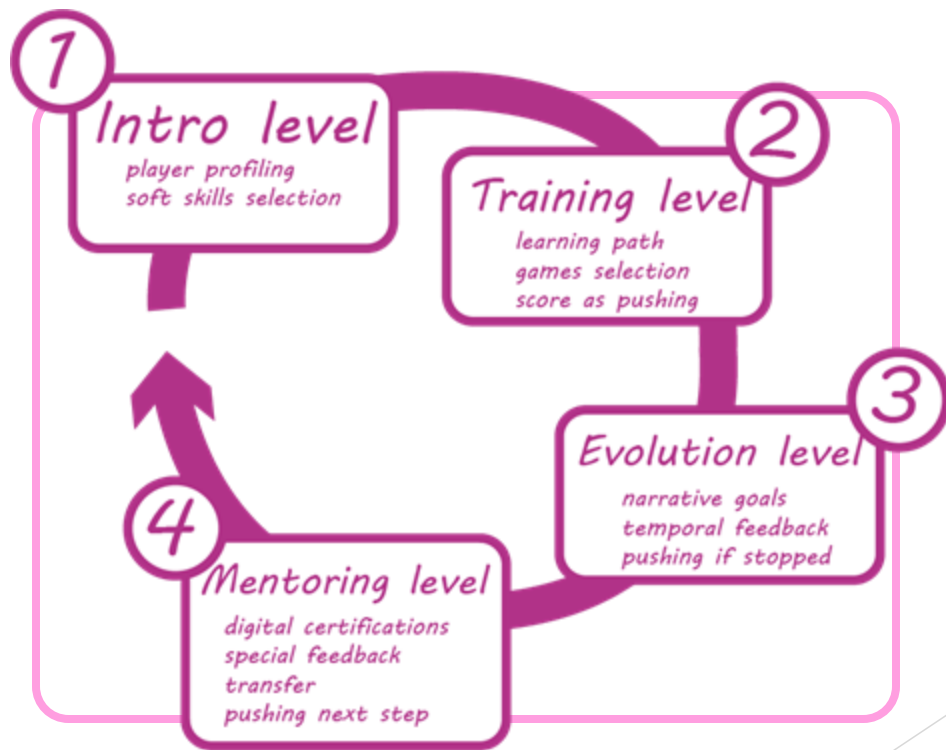 1
Intro level
player profiling
soft skills selection
2
Training level
learning path
games selection
score as pushing
3
Evolution level
narrative goals
temporal feedback
pushing if stopped
4
Mentoring level
digital certifications
special feedback
transfer
pushing next step